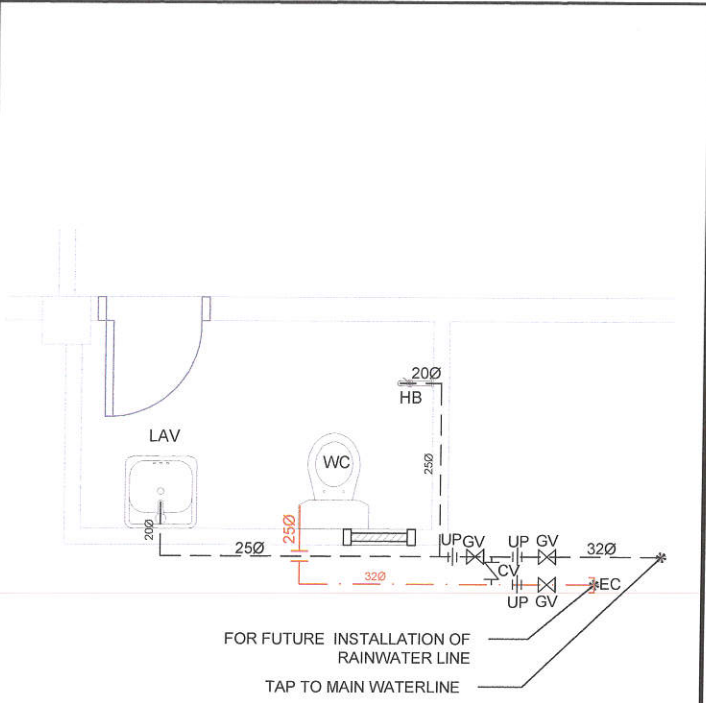 20Ø
HB
LAV
WC
25Ø
20Ø
25Ø
25Ø
UP GV
UP GV
32Ø
CV
32Ø
EC
UP GV
FOR FUTURE INSTALLATION OF
RAINWATER LINE
TAP TO MAIN WATERLINE